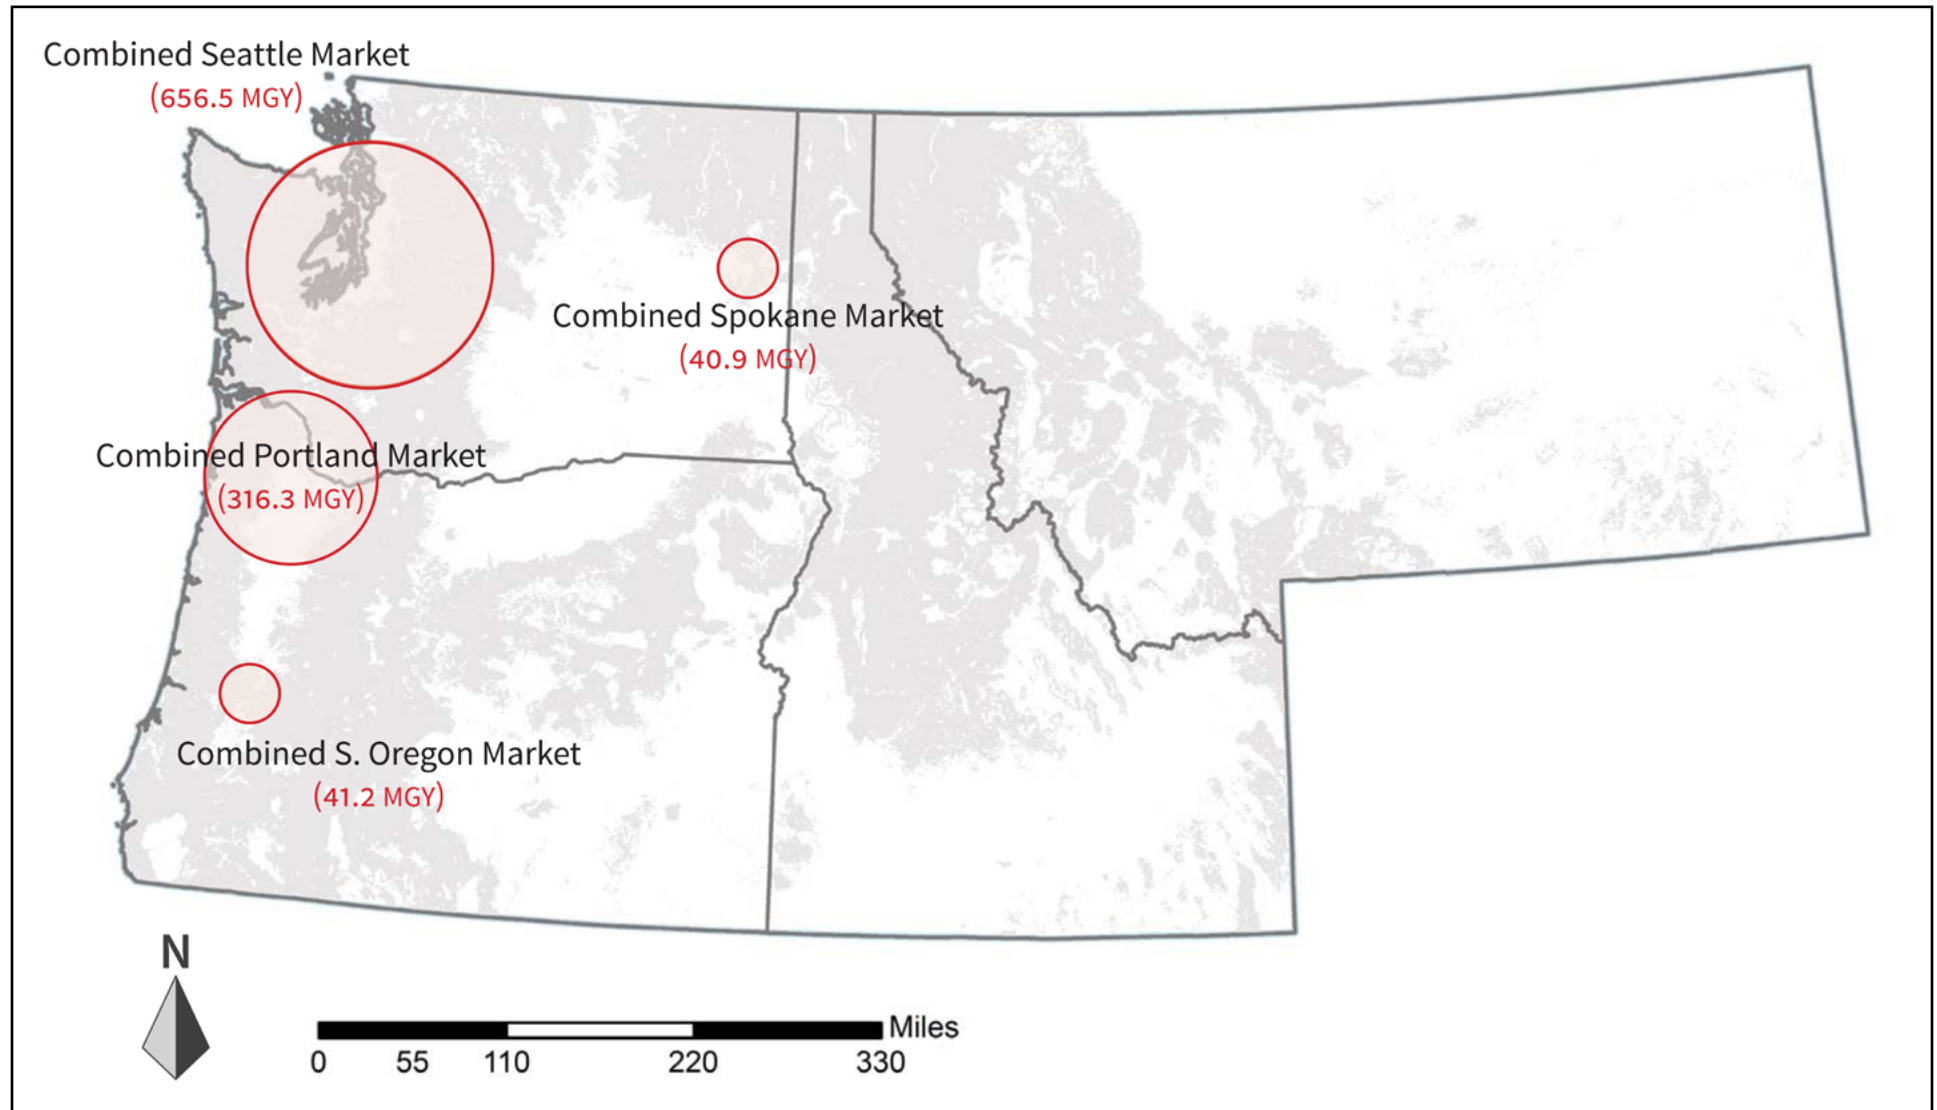 Combined Seattle Market
(656.5 MGY)
Combined Spokane Market
(40.9 MGY)
Combined Portland Market
(316.3 MGY)
Combined S. Oregon Market
(41.2 MGY)
N
Miles
0 55 110 220 330